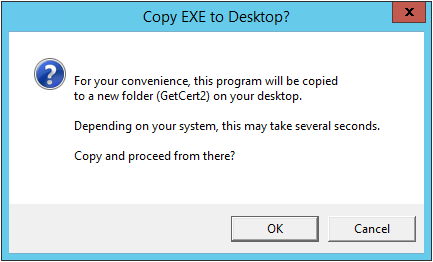 Copy EXE to Desktop?
x
For your convenience, this program will be copied
to a new folder (GetCert2) on your desktop.
Depending on your system, this may take several seconds.
Copy and proceed from there?
OK
Cancel